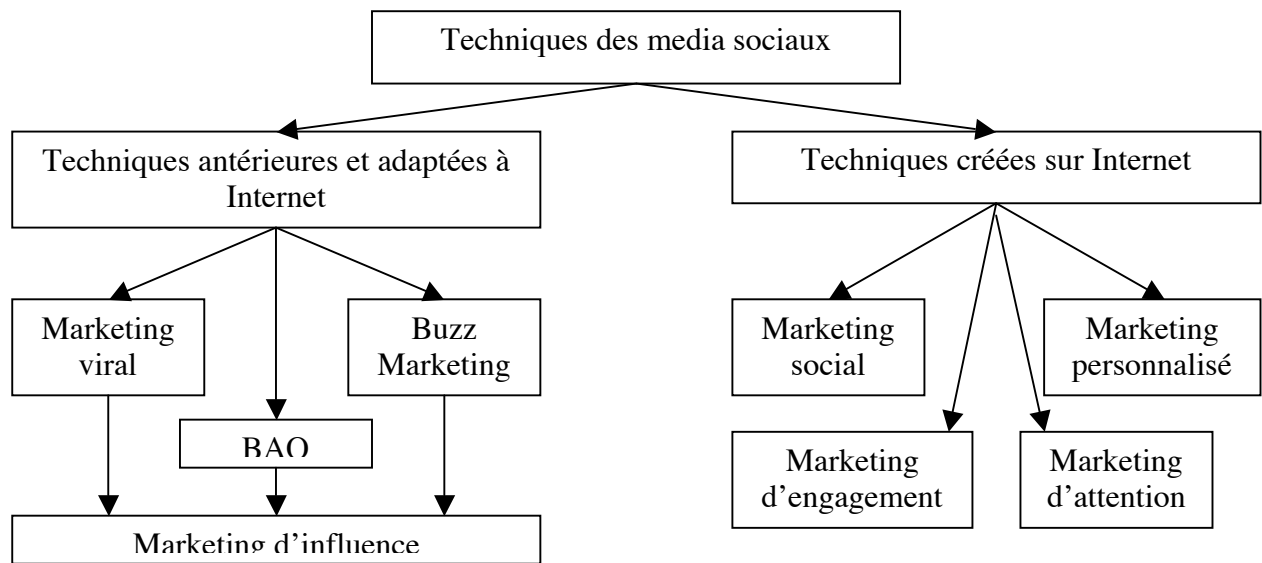 Techniques des media sociaux
Techniques antérieures et adaptées à
Internet
Techniques créées sur Internet
Marketing
viral
Buzz
Marketing
BAO
Marketing d’influence
Marketing
social
Marketing
personnalisé
Marketing
d’engagement
Marketing
d’attention